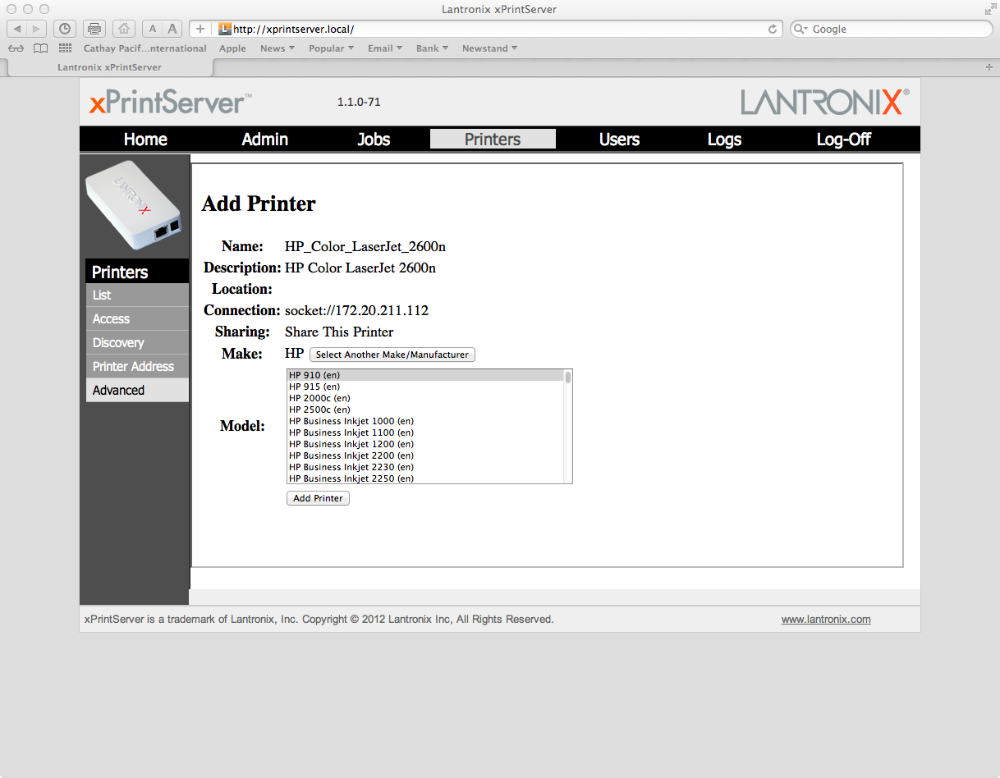 Lantronix xPrintServer
A A + http://xprintserver.local/ Google
Cathay Pacif...nternational Apple News Popular Email Bank Newstand
Lantronix xPrintServer +
xPrintServer™ 1.1.0-71 LANTRONIX®
Home Admin Jobs Printers Users Logs Log-Off
LANTRONIX
Printers
List
Access
Discovery
Printer Address
Advanced
Add Printer
Name: HP_Color_LaserJet_2600n
Description: HP Color LaserJet 2600n
Location:
Connection: socket://172.20.211.112
Sharing: Share This Printer
Make: HP Select Another Make/Manufacturer
Model:
HP 910 (en)
HP 915 (en)
HP 2000c (en)
HP 2500c (en)
HP Business Inkjet 1000 (en)
HP Business Inkjet 1100 (en)
HP Business Inkjet 1200 (en)
HP Business Inkjet 2200 (en)
HP Business Inkjet 2230 (en)
HP Business Inkjet 2250 (en)
Add Printer
xPrintServer is a trademark of Lantronix, Inc. Copyright © 2012 Lantronix Inc, All Rights Reserved. www.lantronix.com